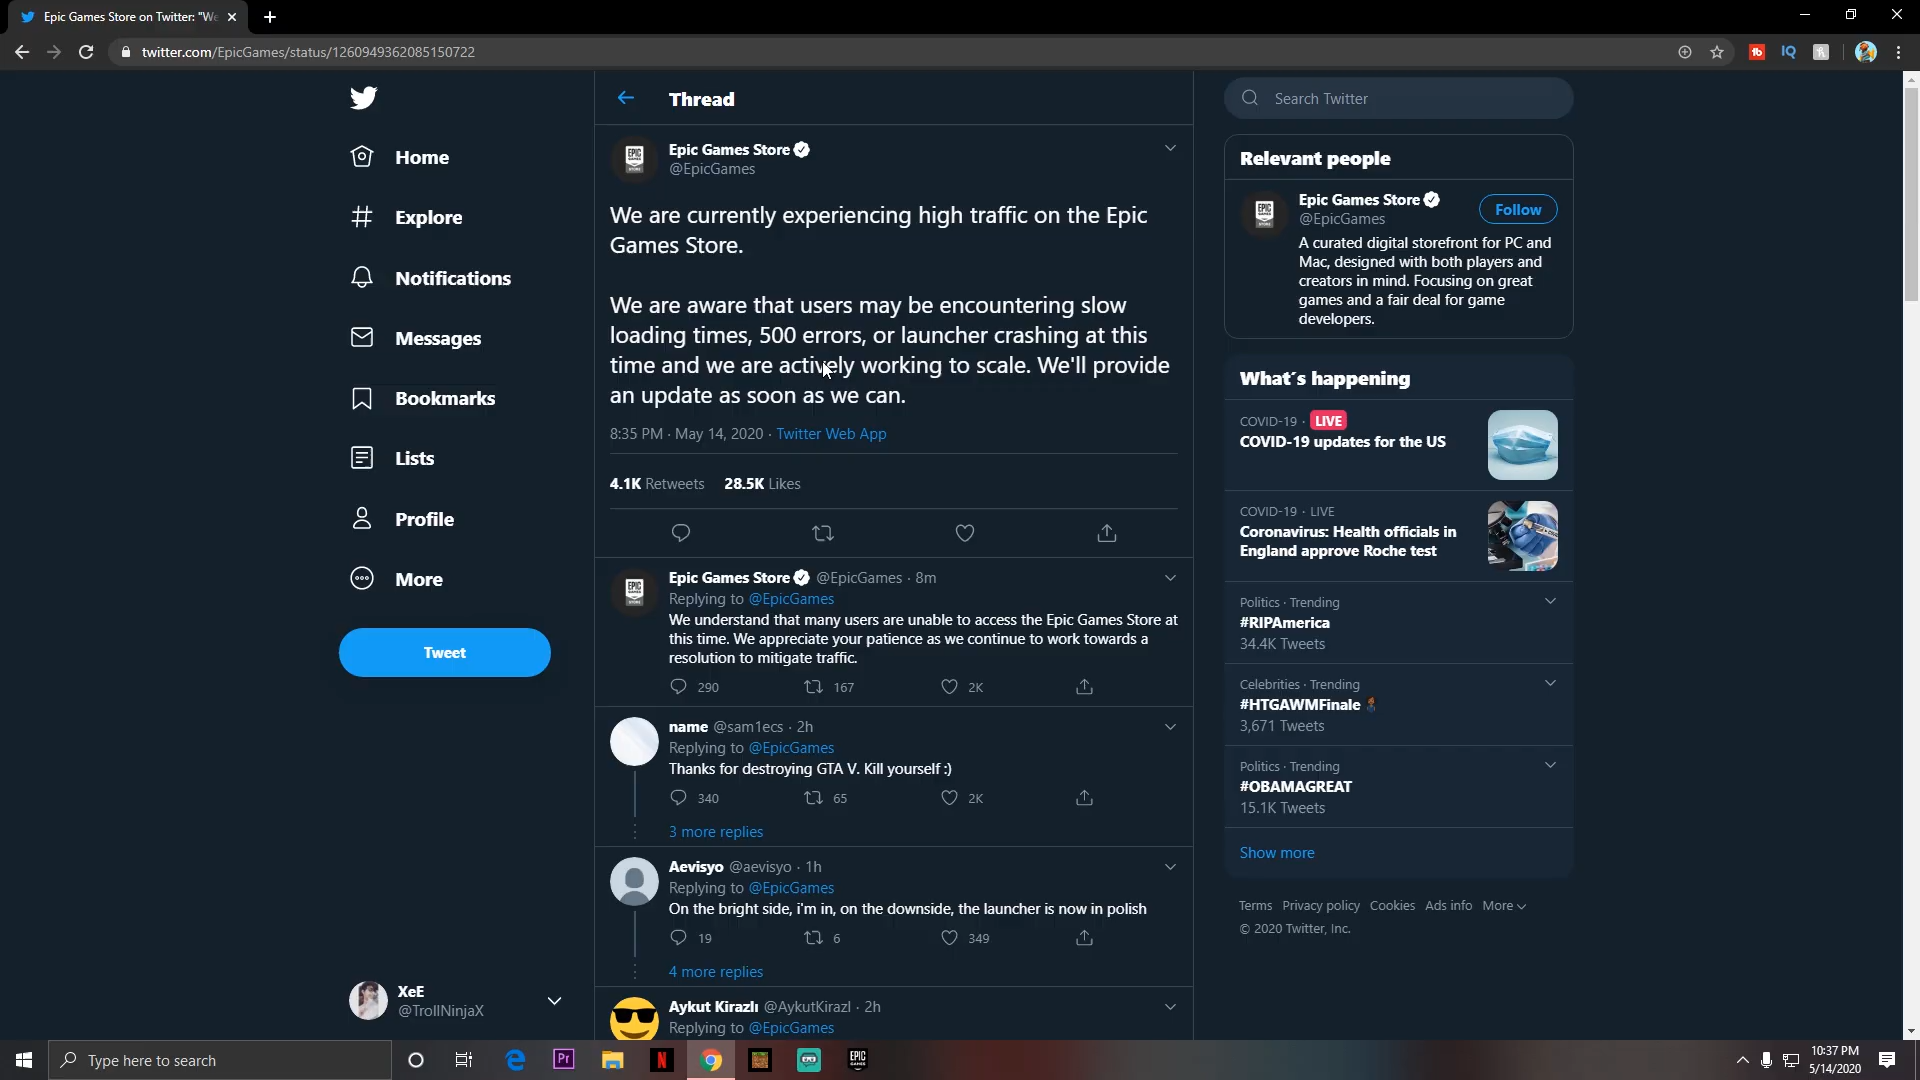 Epic Games Store on Twitter: "We
twitter.com/EpicGames/status/1260949362085150722
Home
Explore
Notifications
Messages
Bookmarks
Lists
Profile
More
Tweet
XeE
@TrollNinjaX
Thread
Epic Games Store
@EpicGames
We are currently experiencing high traffic on the Epic
Games Store.
We are aware that users may be encountering slow
loading times, 500 errors, or launcher crashing at this
time and we are actively working to scale. We'll provide
an update as soon as we can.
8:35 PM · May 14, 2020 · Twitter Web App
4.1K Retweets 28.5K Likes
Epic Games Store @EpicGames · 8m
Replying to @EpicGames
We understand that many users are unable to access the Epic Games Store at
this time. We appreciate your patience as we continue to work towards a
resolution to mitigate traffic.
290 167 2K
name @sam1ecs · 2h
Replying to @EpicGames
Thanks for destroying GTA V. Kill yourself :)
340 65 2K
3 more replies
Aevisyo @aevisyo · 1h
Replying to @EpicGames
On the bright side, i'm in, on the downside, the launcher is now in polish
19 6 349
4 more replies
Aykut Kirazlı @AykutKirazl · 2h
Replying to @EpicGames
Search Twitter
Relevant people
Epic Games Store
@EpicGames
Follow
A curated digital storefront for PC and
Mac, designed with both players and
creators in mind. Focusing on great
games and a fair deal for game
developers.
What´s happening
COVID-19 · LIVE
COVID-19 updates for the US
COVID-19 · LIVE
Coronavirus: Health officials in
England approve Roche test
Politics · Trending
#RIPAmerica
34.4K Tweets
Celebrities · Trending
#HTGAWMFinale
3,671 Tweets
Politics · Trending
#OBAMAGREAT
15.1K Tweets
Show more
Terms Privacy policy Cookies Ads info More
© 2020 Twitter, Inc.
Type here to search
10:37 PM
5/14/2020